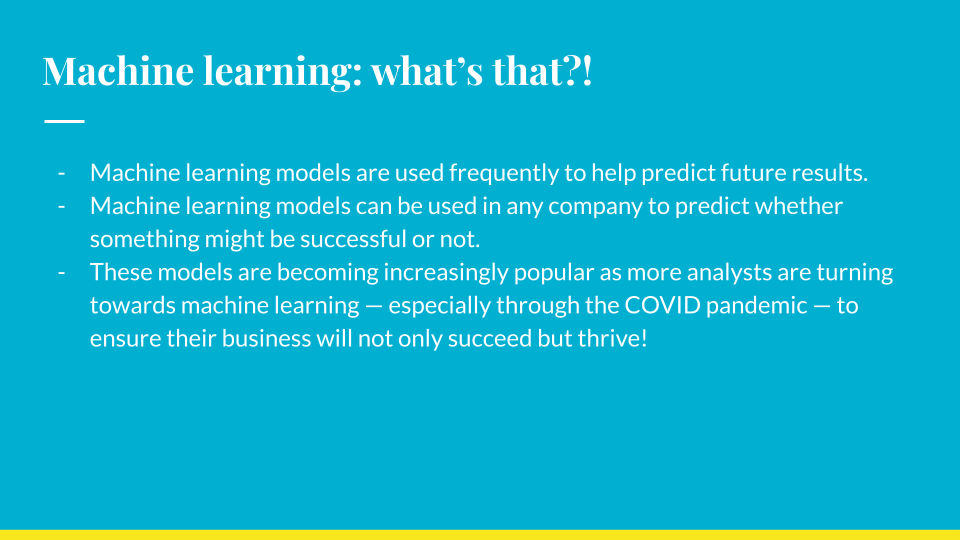 Machine learning: what’s that?!
- Machine learning models are used frequently to help predict future results.
- Machine learning models can be used in any company to predict whether
something might be successful or not.
- These models are becoming increasingly popular as more analysts are turning
towards machine learning — especially through the COVID pandemic — to
ensure their business will not only succeed but thrive!